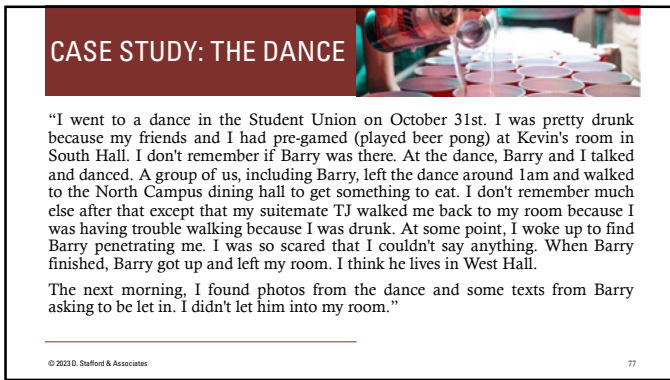 CASE STUDY: THE DANCE
“I went to a dance in the Student Union on October 31st. I was pretty drunk
because my friends and I had pre-gamed (played beer pong) at Kevin's room in
South Hall. I don't remember if Barry was there. At the dance, Barry and I talked
and danced. A group of us, including Barry, left the dance around 1am and walked
to the North Campus dining hall to get something to eat. I don't remember much
else after that except that my suitemate TJ walked me back to my room because I
was having trouble walking because I was drunk. At some point, I woke up to find
Barry penetrating me. I was so scared that I couldn't say anything. When Barry
finished, Barry got up and left my room. I think he lives in West Hall.
The next morning, I found photos from the dance and some texts from Barry
asking to be let in. I didn't let him into my room.”
© 2023 D. Stafford & Associates
77